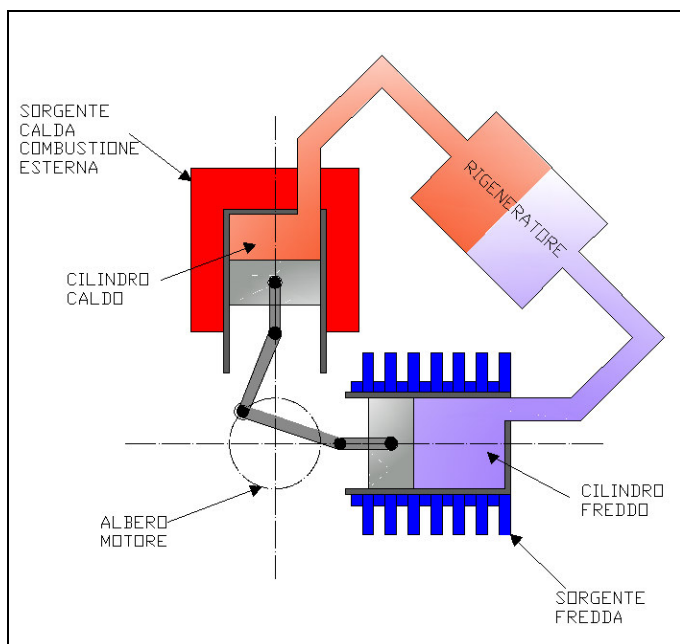 SORGENTE
CALDA
COMBUSTIONE
ESTERNA
RIGENERATORE
CILINDRO
CALDO
CILINDRO
FREDDO
ALBERO
MOTORE
SORGENTE
FREDDA